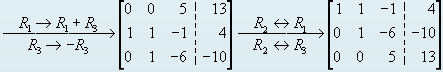 R₁ → R₁ + R₃
R₃ → −R₃
0 0 5 13
1 1 −1 4
0 1 −6 −10
R₂ ↔ R₁
R₂ ↔ R₃
1 1 −1 4
0 1 −6 −10
0 0 5 13